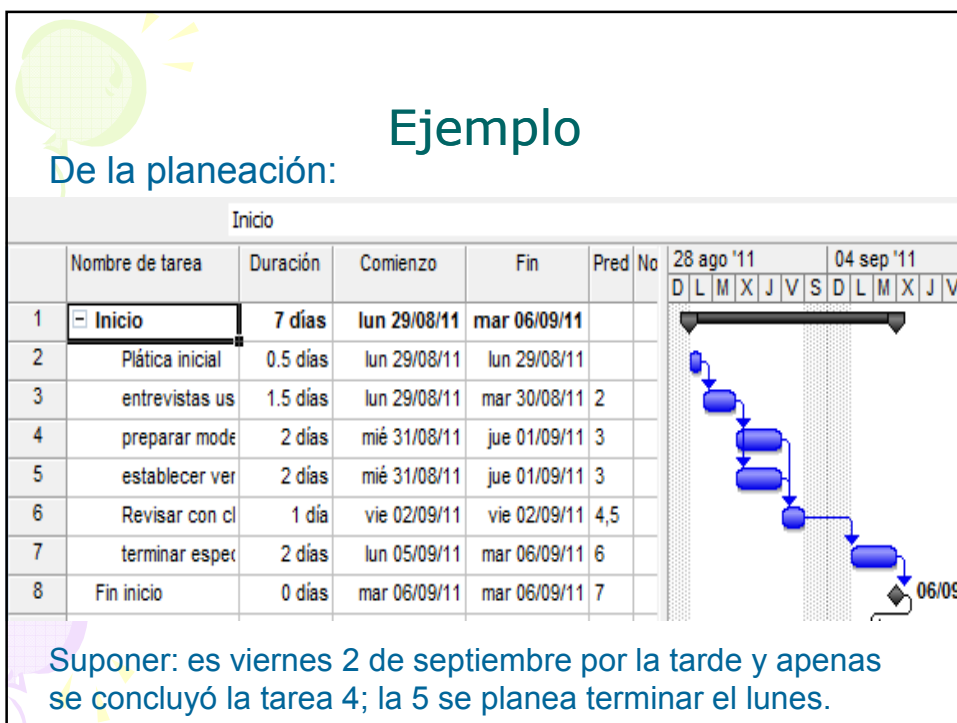 Ejemplo
De la planeación:
Inicio
Nombre de tarea Duración Comienzo Fin Pred No 28 ago '11 04 sep '11
D L M X J V S D L M X J V
1 Inicio 7 días lun 29/08/11 mar 06/09/11
2 Plática inicial 0.5 días lun 29/08/11 lun 29/08/11
3 entrevistas us 1.5 días lun 29/08/11 mar 30/08/11 2
4 preparar mode 2 días mié 31/08/11 jue 01/09/11 3
5 establecer ver 2 días mié 31/08/11 jue 01/09/11 3
6 Revisar con cl 1 día vie 02/09/11 vie 02/09/11 4,5
7 terminar espec 2 días lun 05/09/11 mar 06/09/11 6
8 Fin inicio 0 días mar 06/09/11 mar 06/09/11 7 06/09
Suponer: es viernes 2 de septiembre por la tarde y apenas
se concluyó la tarea 4; la 5 se planea terminar el lunes.